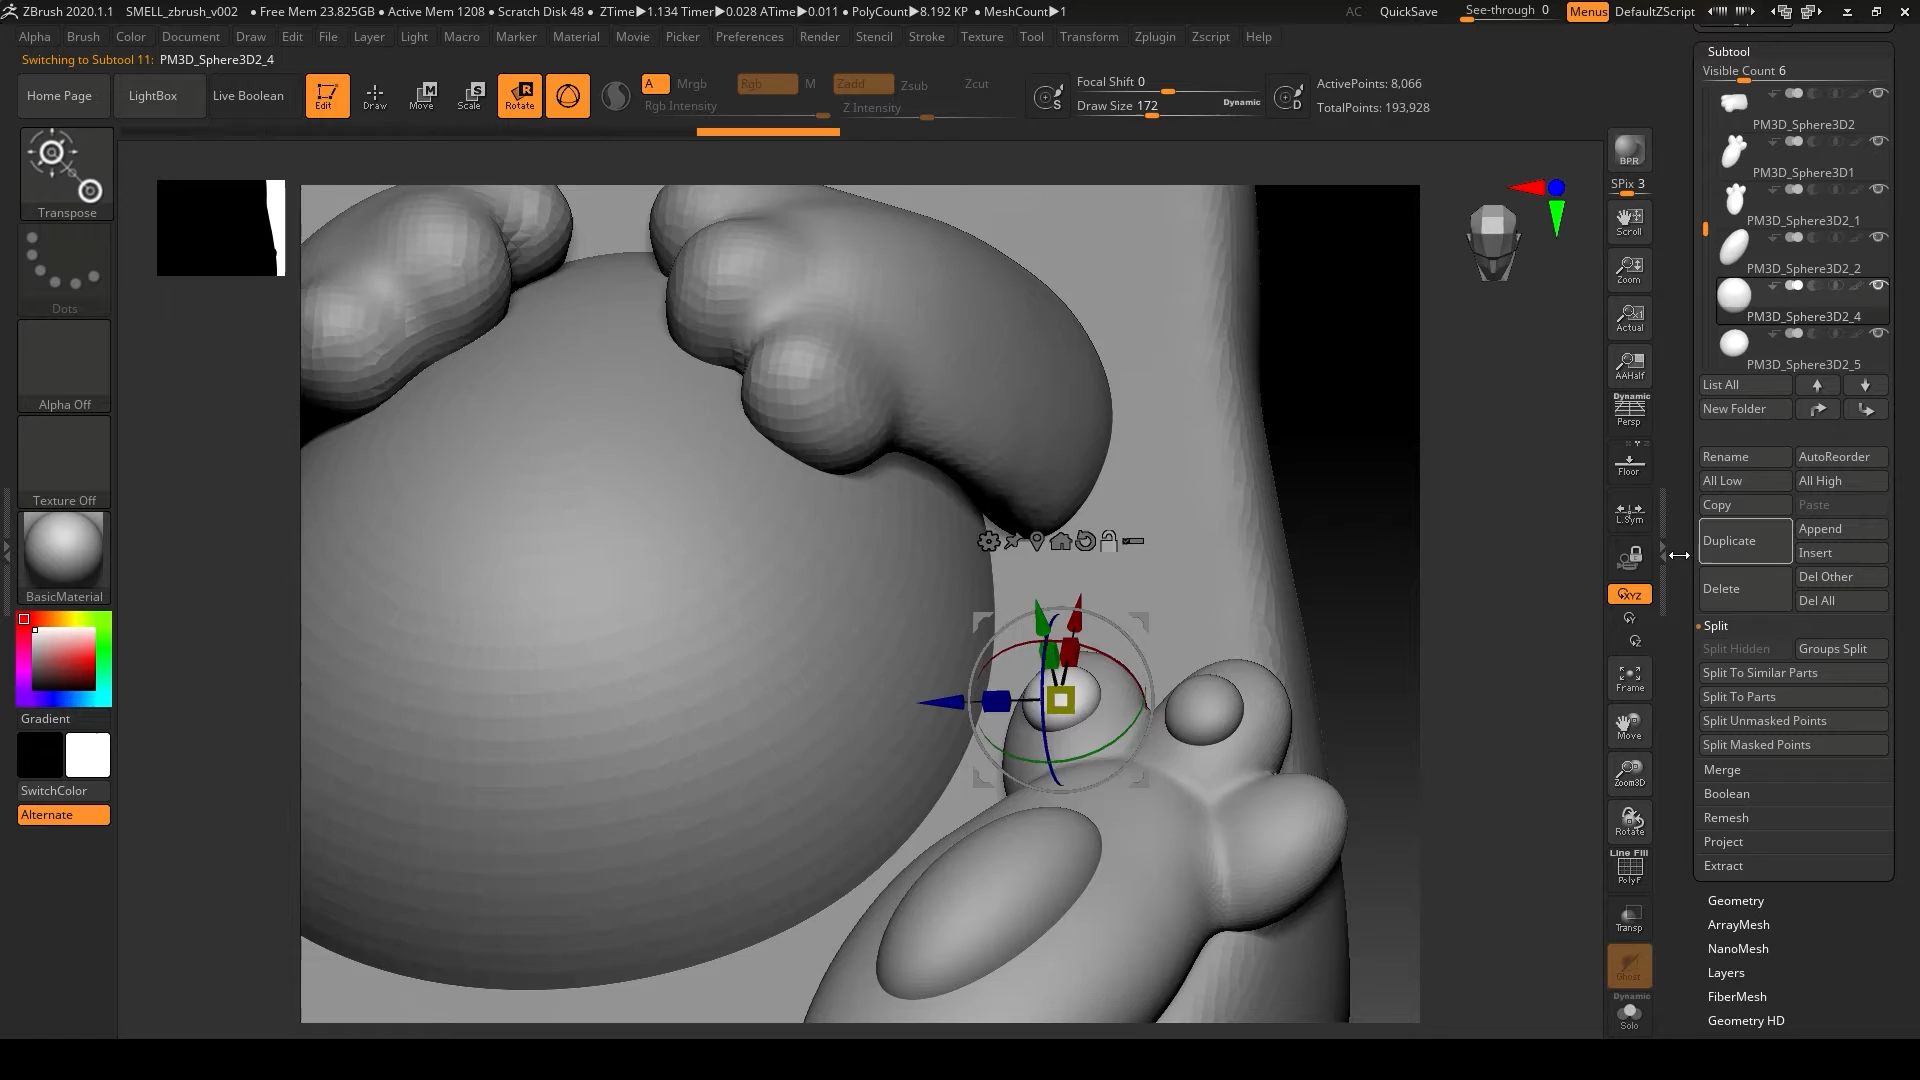 ZBrush 2020.1.1 SMELL_zbrush_v002 • Free Mem 23.825GB • Active Mem 1208 • Scratch Disk 48 • ZTime▶1.134 Timer▶0.028 ATime▶0.011 • PolyCount▶8.192 KP • MeshCount▶1 AC QuickSave See-through 0 Menus DefaultZScript
Alpha Brush Color Document Draw Edit File Layer Light Macro Marker Material Movie Picker Preferences Render Stencil Stroke Texture Tool Transform Zplugin Zscript Help
Switching to Subtool 11: PM3D_Sphere3D2_4
Home Page LightBox Live Boolean Edit Draw Move Scale Rotate
A Mrgb Rgb M Zadd Zsub Zcut
Rgb Intensity Z Intensity
Focal Shift 0
Draw Size 172 Dynamic
ActivePoints: 8,066
TotalPoints: 193,928
Transpose
Dots
Alpha Off
Texture Off
BasicMaterial
Gradient
SwitchColor
Alternate
BPR
SPix 3
Scroll
Zoom
Actual
AAHalf
Dynamic
Persp
Floor
L.Sym
XYZ
Y
Z
Frame
Move
Zoom3D
Rotate
Line Fill
PolyF
Transp
Ghost
Dynamic
Solo
Subtool
Visible Count 6
PM3D_Sphere3D2
PM3D_Sphere3D1
PM3D_Sphere3D2_1
PM3D_Sphere3D2_2
PM3D_Sphere3D2_4
PM3D_Sphere3D2_5
List All
New Folder
Rename AutoReorder
All Low All High
Copy Paste
Duplicate Append
Insert
Delete Del Other
Del All
Split
Split Hidden Groups Split
Split To Similar Parts
Split To Parts
Split Unmasked Points
Split Masked Points
Merge
Boolean
Remesh
Project
Extract
Geometry
ArrayMesh
NanoMesh
Layers
FiberMesh
Geometry HD